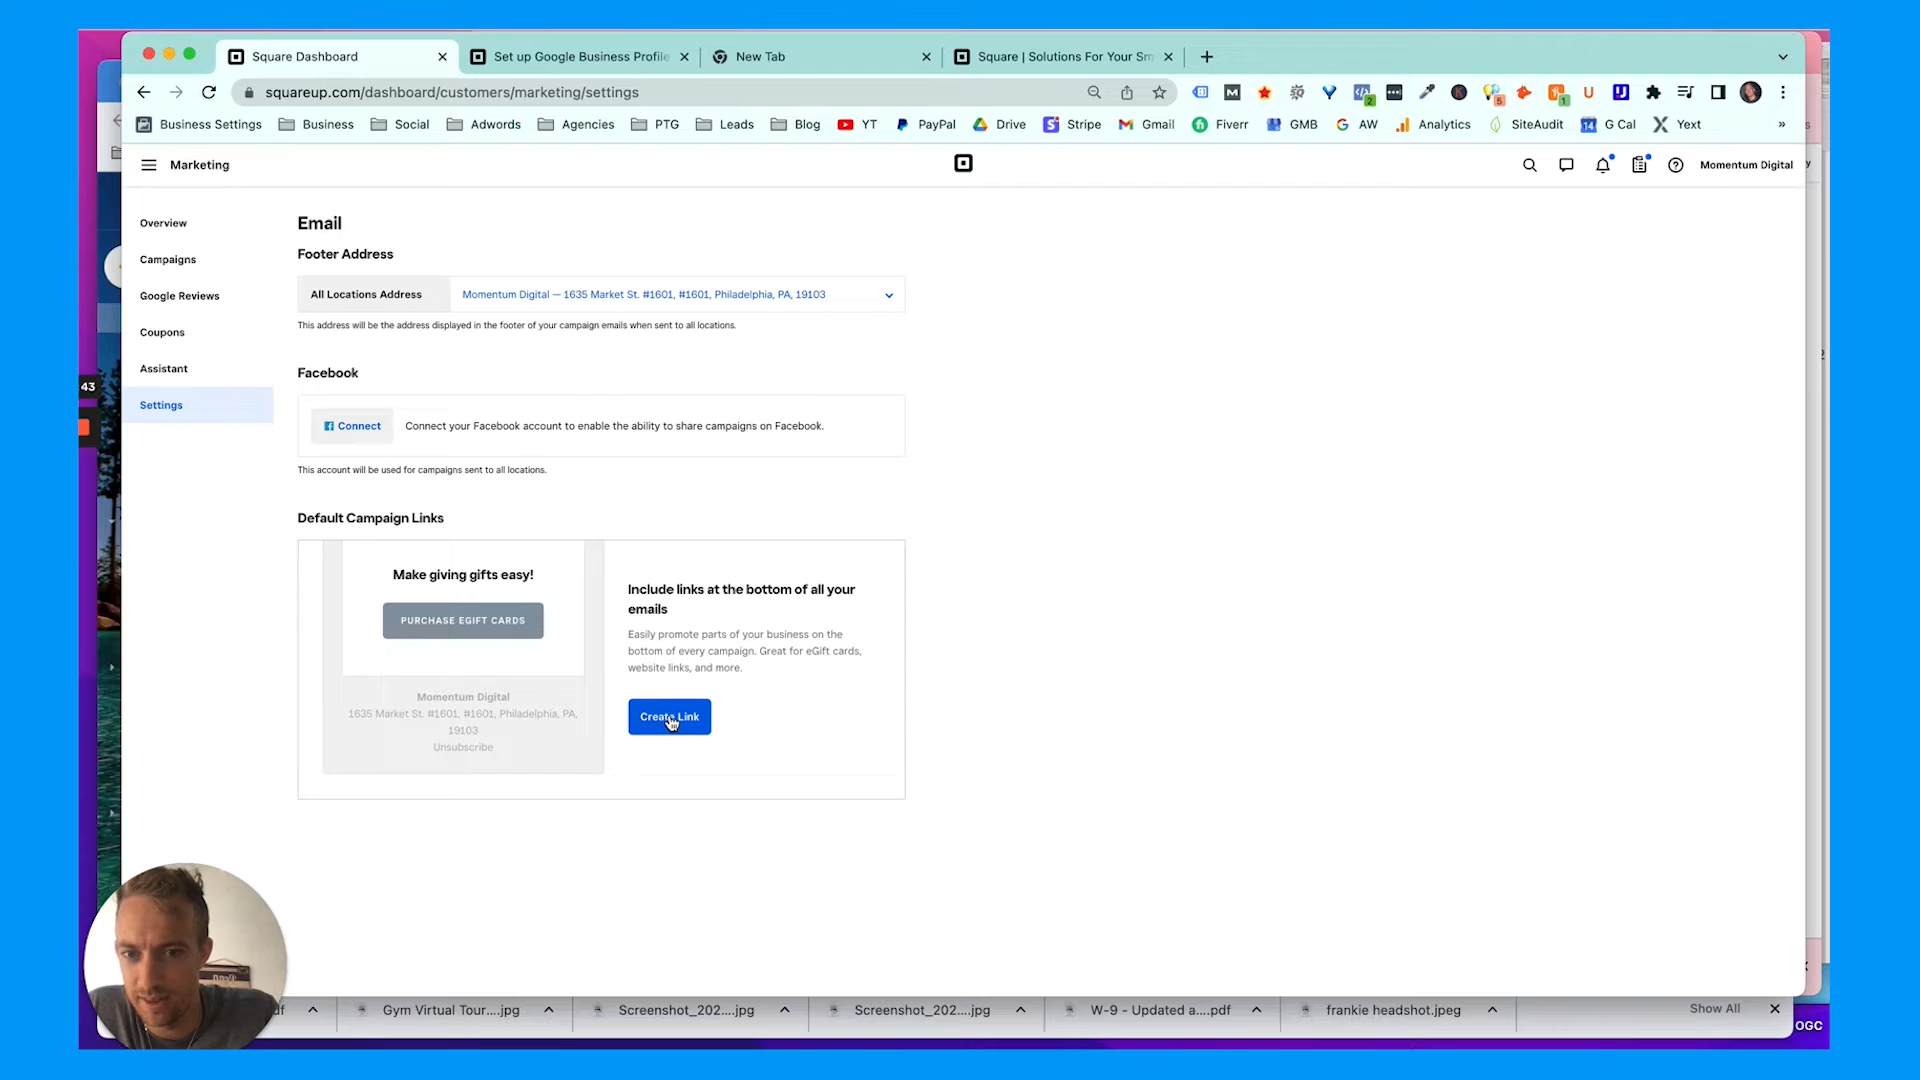 Square Dashboard
Set up Google Business Profile
New Tab
Square | Solutions For Your Sm
squareup.com/dashboard/customers/marketing/settings
2
5
1
Business Settings
Business
Social
Adwords
Agencies
PTG
Leads
Blog
YT
PayPal
Drive
Stripe
Gmail
Fiverr
GMB
AW
Analytics
SiteAudit
14
G Cal
Yext
»
Marketing
Momentum Digital
Overview
Campaigns
Google Reviews
Coupons
Assistant
Settings
43
Email
Footer Address
All Locations Address
Momentum Digital — 1635 Market St. #1601, #1601, Philadelphia, PA, 19103
This address will be the address displayed in the footer of your campaign emails when sent to all locations.
Facebook
Connect
Connect your Facebook account to enable the ability to share campaigns on Facebook.
This account will be used for campaigns sent to all locations.
Default Campaign Links
Make giving gifts easy!
PURCHASE EGIFT CARDS
Momentum Digital
1635 Market St. #1601, #1601, Philadelphia, PA,
19103
Unsubscribe
Include links at the bottom of all your
emails
Easily promote parts of your business on the
bottom of every campaign. Great for eGift cards,
website links, and more.
Create Link
df
Gym Virtual Tour....jpg
Screenshot_202....jpg
Screenshot_202....jpg
W-9 - Updated a....pdf
frankie headshot.jpeg
Show All
OGC